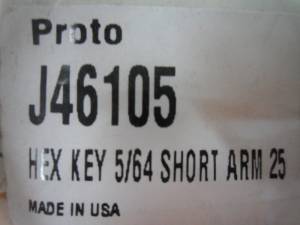 Proto
J46105
HEX KEY 5/64 SHORT ARM 25
MADE IN USA